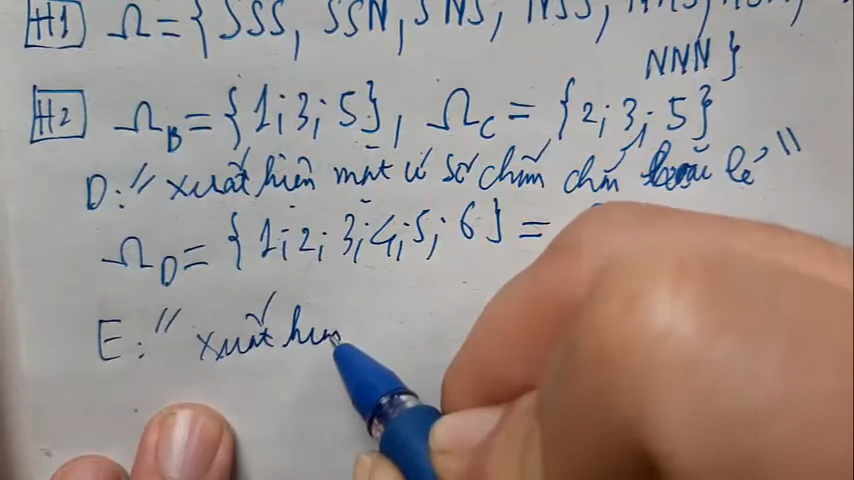 H1 Ω = { SSS, SSN, SNS, NSS,
NNN }
H2 Ω_B = {1; 3; 5}, Ω_C = {2; 3; 5}
D: " xuất hiện mặt có số chấm chẵn lẻ "
Ω_D = {1; 2; 3; 4; 5; 6} =
E: " xuất hiện